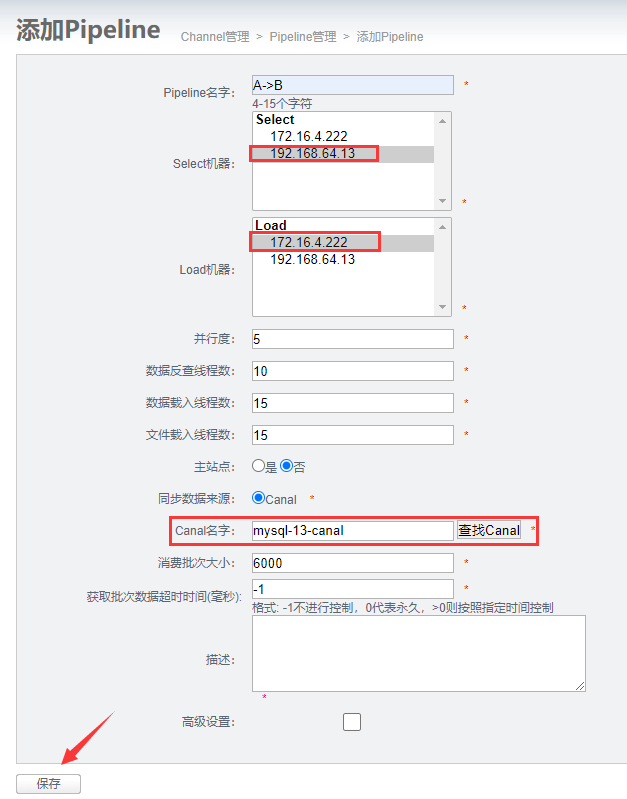 添加Pipeline Channel管理 > Pipeline管理 > 添加Pipeline
Pipeline名字: A->B *
4-15个字符
Select机器: Select
172.16.4.222
192.168.64.13
*
Load机器: Load
172.16.4.222
192.168.64.13
*
并行度: 5 *
数据反查线程数: 10 *
数据载入线程数: 15 *
文件载入线程数: 15 *
主站点: 是 否
同步数据来源: Canal *
Canal名字: mysql-13-canal 查找Canal *
消费批次大小: 6000 *
获取批次数据超时时间(毫秒): -1 *
格式: -1不进行控制，0代表永久，>0则按照指定时间控制
描述:
*
高级设置:
保存